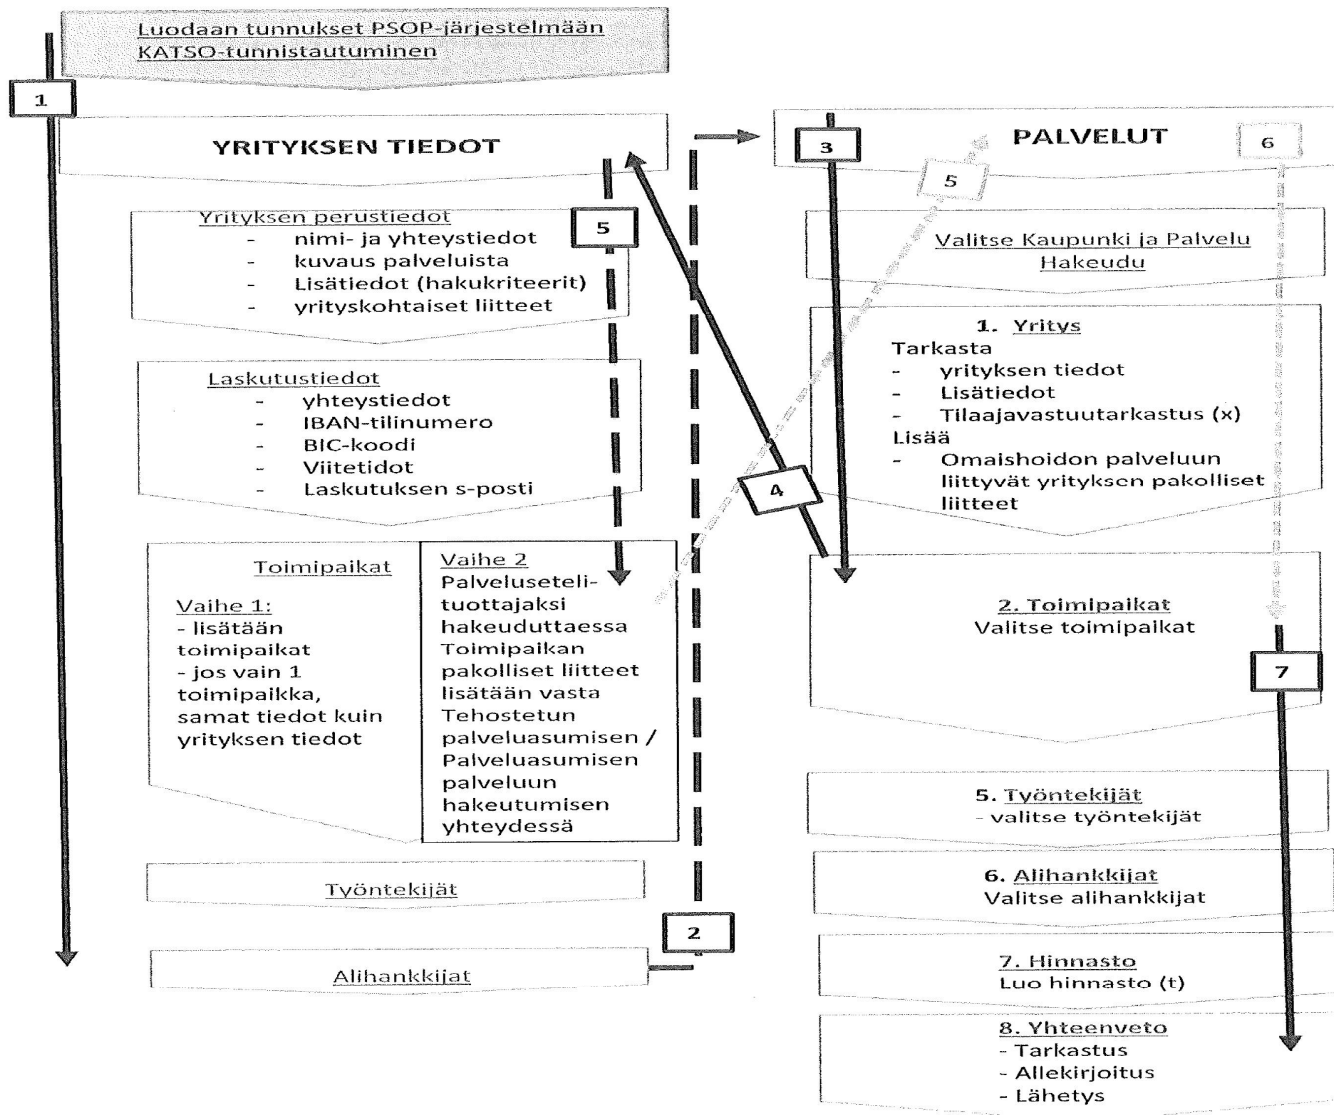 Luodaan tunnukset PSOP-järjestelmään
KATSO-tunnistautuminen
1
YRITYKSEN TIEDOT
5
Yrityksen perustiedot
- nimi- ja yhteystiedot
- kuvaus palveluista
- Lisätiedot (hakukriteerit)
- yrityskohtaiset liitteet
Laskutustiedot
- yhteystiedot
- IBAN-tilinumero
- BIC-koodi
- Viitetidot
- Laskutuksen s-posti
Toimipaikat
Vaihe 1:
- lisätään
toimipaikat
- jos vain 1
toimipaikka,
samat tiedot kuin
yrityksen tiedot
Vaihe 2
Palveluseteli-
tuottajaksi
hakeuduttaessa
Toimipaikan
pakolliset liitteet
lisätään vasta
Tehostetun
palveluasumisen /
Palveluasumisen
palveluun
hakeutumisen
yhteydessä
Työntekijät
Alihankkijat
2
4
5
3
PALVELUT
6
Valitse Kaupunki ja Palvelu
Hakeudu
1. Yritys
Tarkasta
- yrityksen tiedot
- Lisätiedot
- Tilaajavastuutarkastus (x)
Lisää
- Omaishoidon palveluun
liittyvät yrityksen pakolliset
liitteet
2. Toimipaikat
Valitse toimipaikat
7
5. Työntekijät
- valitse työntekijät
6. Alihankkijat
Valitse alihankkijat
7. Hinnasto
Luo hinnasto (t)
8. Yhteenveto
- Tarkastus
- Allekirjoitus
- Lähetys